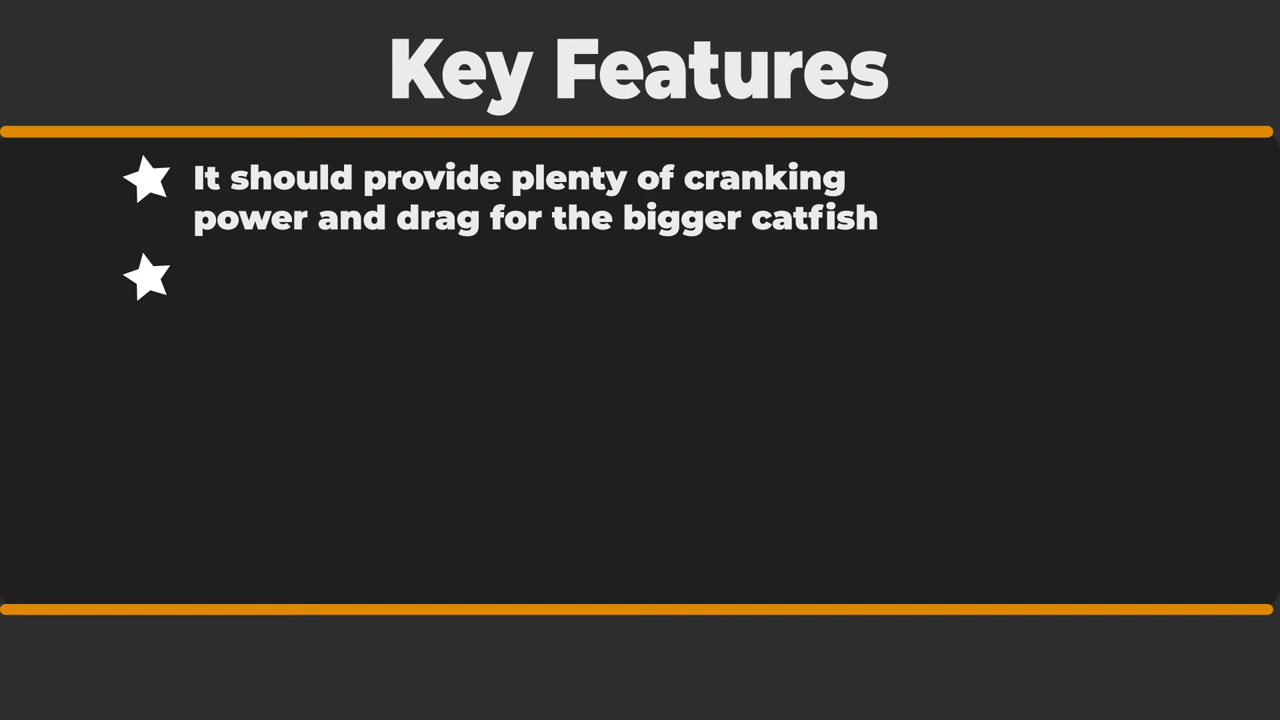 Key Features
It should provide plenty of cranking
power and drag for the bigger catfish